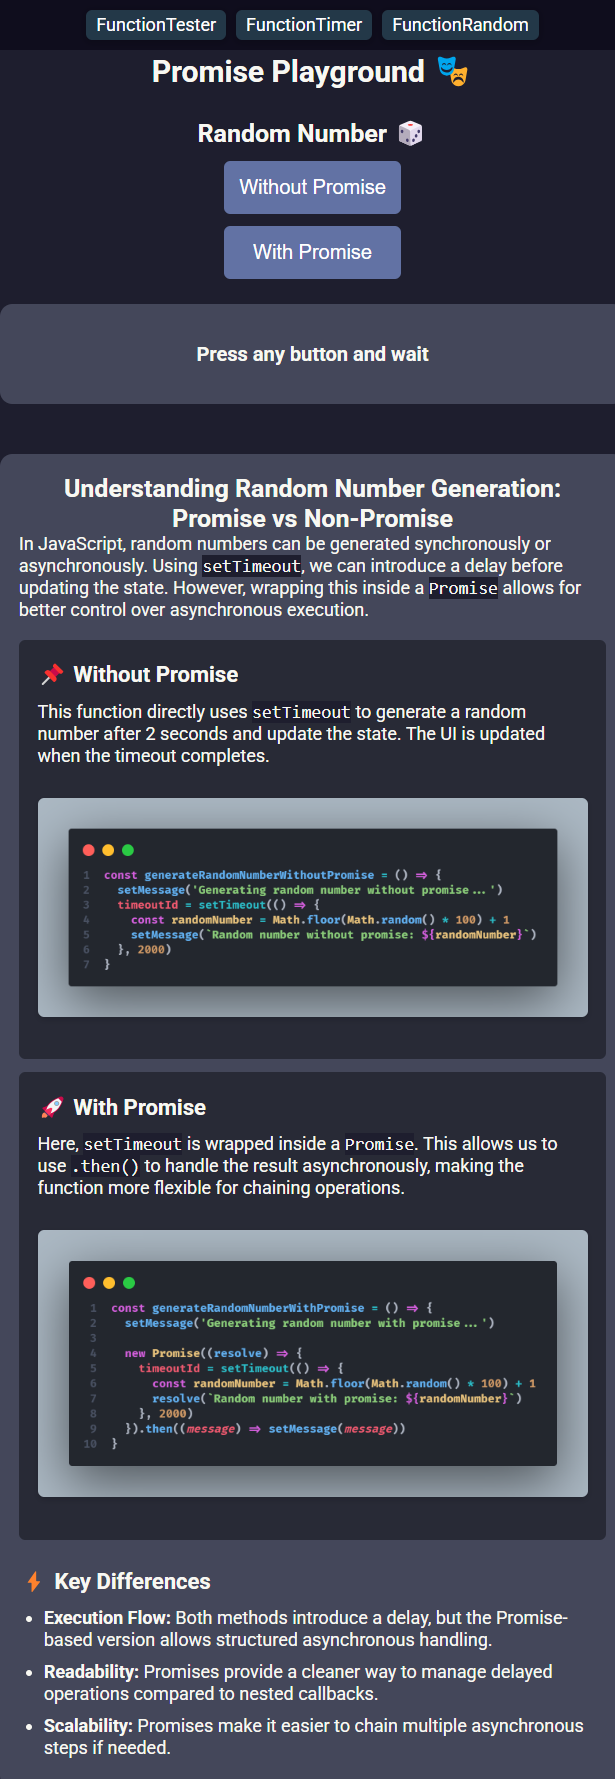 FunctionTester FunctionTimer FunctionRandom
Promise Playground 🎭
Random Number 🎲
Without Promise
With Promise
Press any button and wait
Understanding Random Number Generation:
Promise vs Non-Promise
In JavaScript, random numbers can be generated synchronously or
asynchronously. Using setTimeout, we can introduce a delay before
updating the state. However, wrapping this inside a Promise allows for
better control over asynchronous execution.
📌 Without Promise
This function directly uses setTimeout to generate a random
number after 2 seconds and update the state. The UI is updated
when the timeout completes.
1 const generateRandomNumberWithoutPromise = () => {
2 setMessage('Generating random number without promise...')
3 timeoutId = setTimeout(() => {
4 const randomNumber = Math.floor(Math.random() * 100) + 1
5 setMessage(`Random number without promise: ${randomNumber}`)
6 }, 2000)
7 }
🚀 With Promise
Here, setTimeout is wrapped inside a Promise. This allows us to
use .then() to handle the result asynchronously, making the
function more flexible for chaining operations.
1 const generateRandomNumberWithPromise = () => {
2 setMessage('Generating random number with promise...')
3
4 new Promise((resolve) => {
5 timeoutId = setTimeout(() => {
6 const randomNumber = Math.floor(Math.random() * 100) + 1
7 resolve(`Random number with promise: ${randomNumber}`)
8 }, 2000)
9 }).then((message) => setMessage(message))
10 }
⚡ Key Differences
• Execution Flow: Both methods introduce a delay, but the Promise-
based version allows structured asynchronous handling.
• Readability: Promises provide a cleaner way to manage delayed
operations compared to nested callbacks.
• Scalability: Promises make it easier to chain multiple asynchronous
steps if needed.